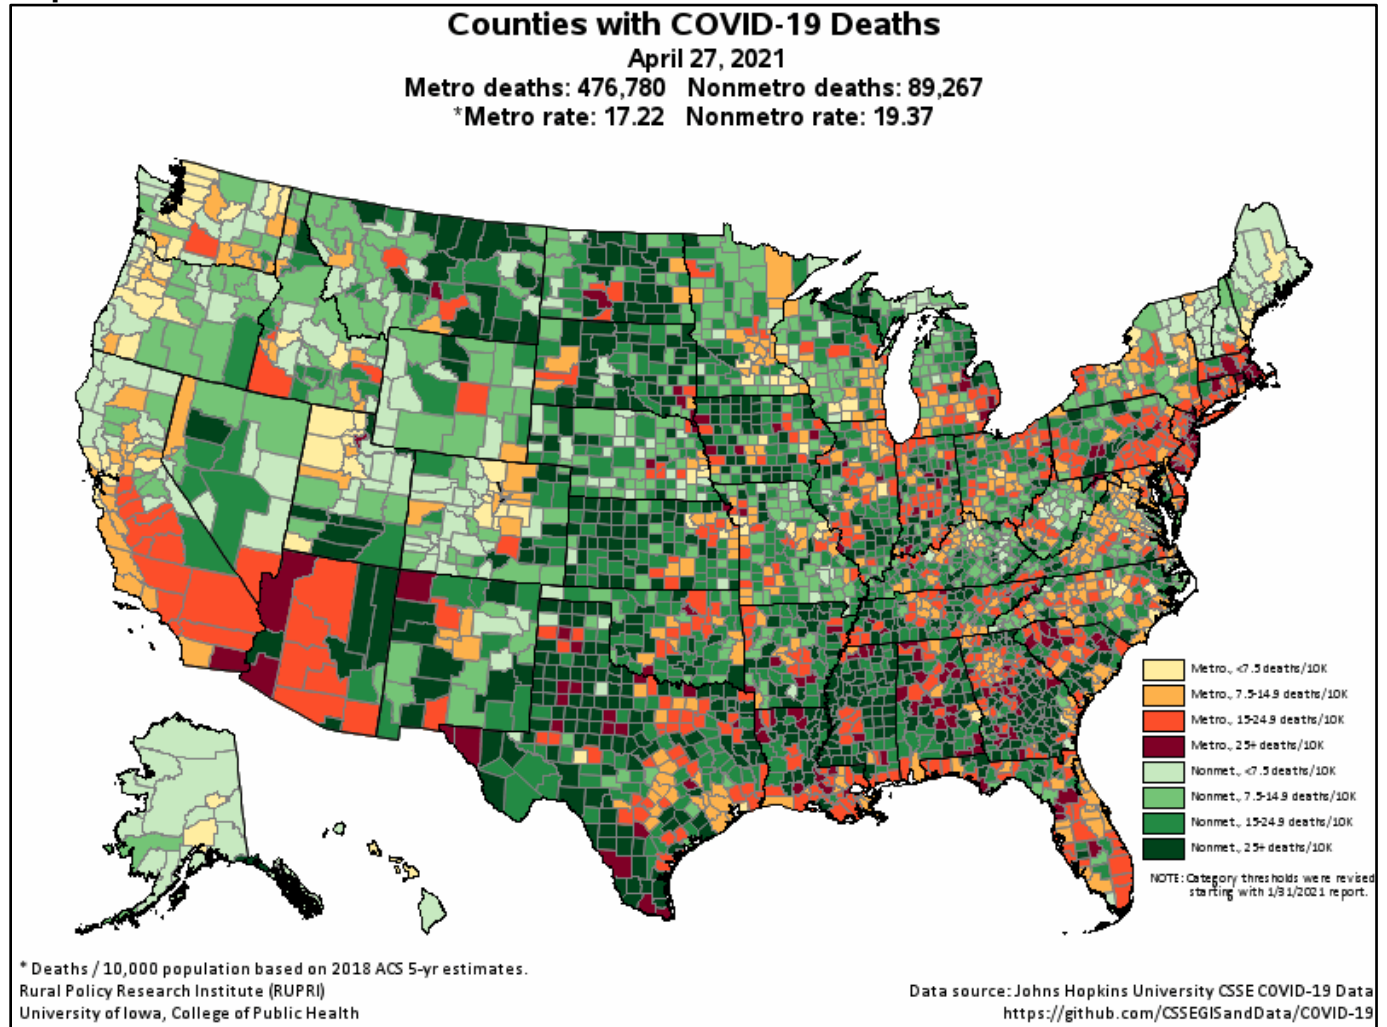 Counties with COVID-19 Deaths
April 27, 2021
Metro deaths: 476,780   Nonmetro deaths: 89,267
*Metro rate: 17.22   Nonmetro rate: 19.37
Metro., <7.5 deaths/10K
Metro., 7.5-14.9 deaths/10K
Metro., 15-24.9 deaths/10K
Metro., 25+ deaths/10K
Nonmet., <7.5 deaths/10K
Nonmet., 7.5-14.9 deaths/10K
Nonmet., 15-24.9 deaths/10K
Nonmet., 25+ deaths/10K
NOTE: Category thresholds were revised
starting with 1/31/2021 report.
* Deaths / 10,000 population based on 2018 ACS 5-yr estimates.
Rural Policy Research Institute (RUPRI)
University of Iowa, College of Public Health
Data source: Johns Hopkins University CSSE COVID-19 Data
https://github.com/CSSEGISandData/COVID-19